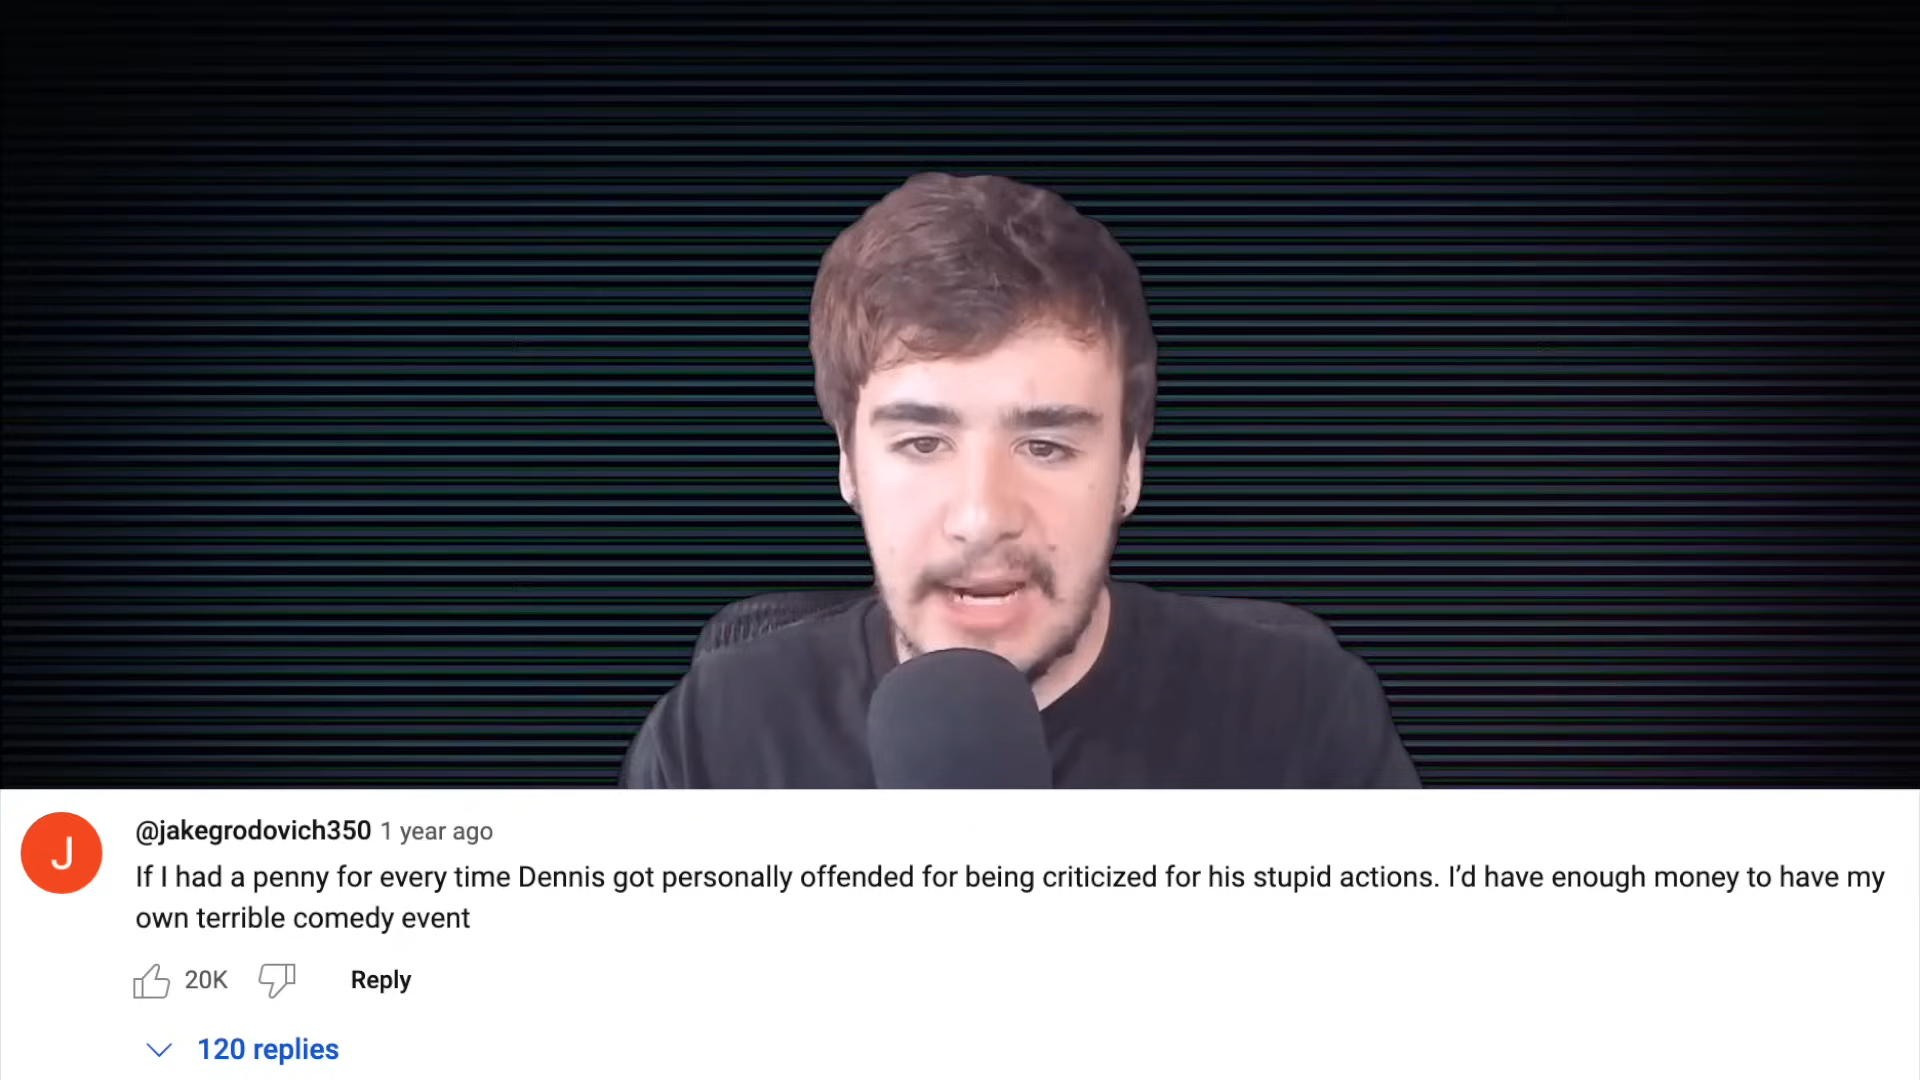 J
@jakegrodovich350 1 year ago
If I had a penny for every time Dennis got personally offended for being criticized for his stupid actions. I’d have enough money to have my
own terrible comedy event
20K Reply
120 replies